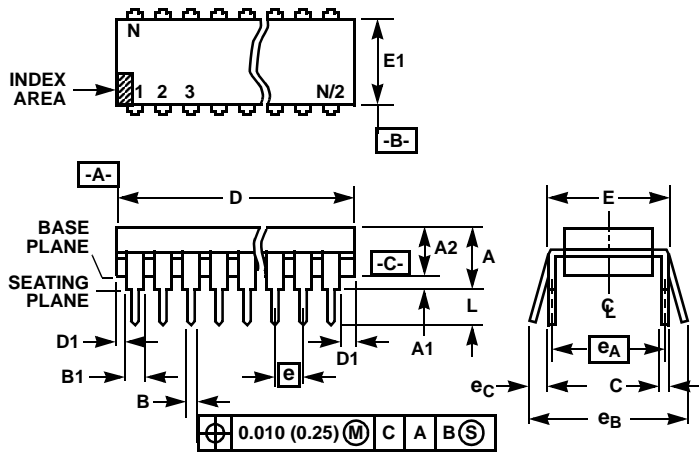 N
E1
INDEX
AREA
1 2 3 N/2
-B-
-A-
D
E
BASE
PLANE
A2
A
-C-
SEATING
PLANE
L
C
L
D1
A1
D1
eA
B1
e
eC
C
B
eB
0.010 (0.25) M C A B S